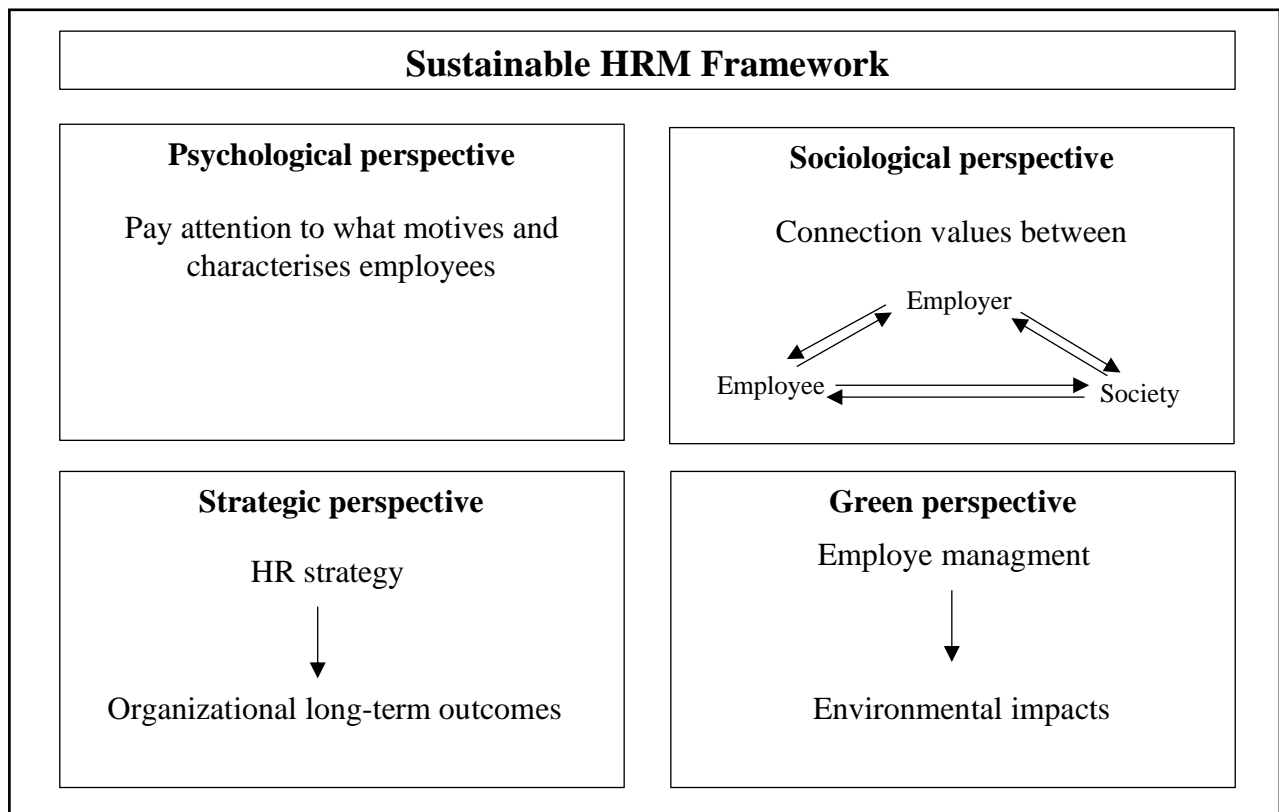 Sustainable HRM Framework
Psychological perspective
Pay attention to what motives and
characterises employees
Sociological perspective
Connection values between
Employer
Employee
Society
Strategic perspective
HR strategy
Organizational long-term outcomes
Green perspective
Employe managment
Environmental impacts